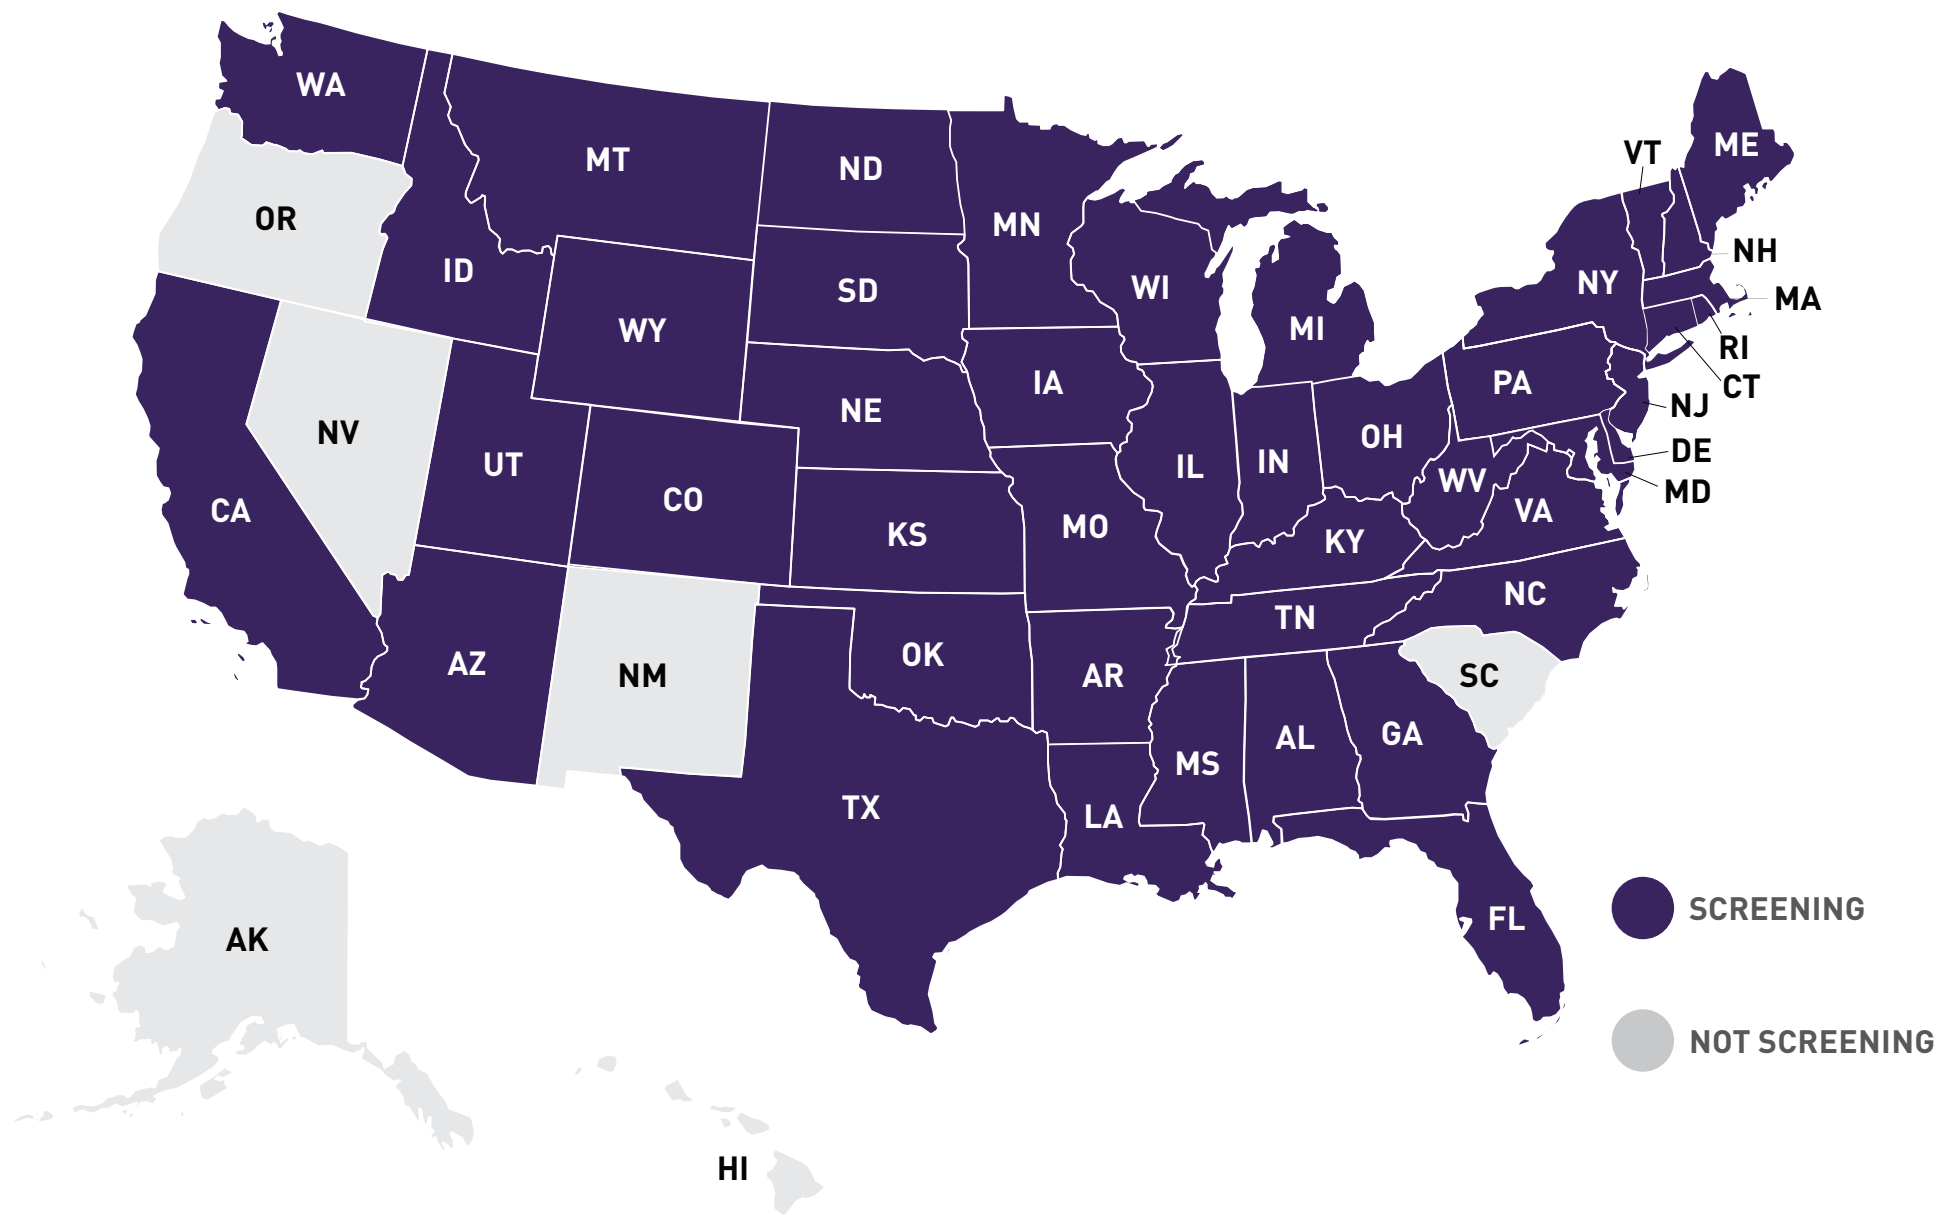 WA
MT
ND
MN
VT
ME
OR
ID
SD
WI
MI
NY
NH
MA
WY
RI
CT
IA
PA
NE
NJ
NV
UT
CO
IL
IN
OH
WV
DE
MD
CA
KS
MO
KY
VA
AZ
NM
OK
AR
TN
NC
SC
TX
LA
MS
AL
GA
FL
SCREENING
AK
NOT SCREENING
HI